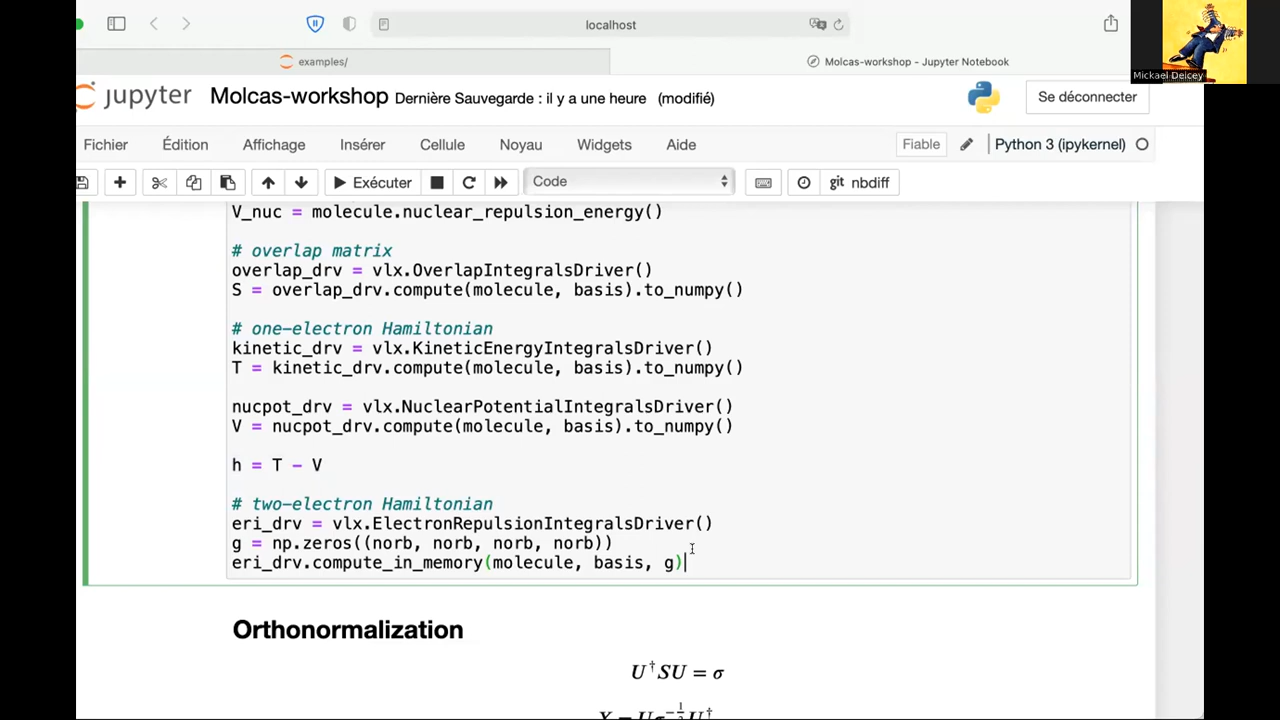 localhost
examples/
Molcas-workshop - Jupyter Notebook
Mickael Delcey
jupyter
Molcas-workshop Dernière Sauvegarde : il y a une heure (modifié)
Se déconnecter
Fichier Édition Affichage Insérer Cellule Noyau Widgets Aide
Fiable
Python 3 (ipykernel)
Exécuter
Code
git nbdiff
V_nuc = molecule.nuclear_repulsion_energy()
# overlap matrix
overlap_drv = vlx.OverlapIntegralsDriver()
S = overlap_drv.compute(molecule, basis).to_numpy()
# one-electron Hamiltonian
kinetic_drv = vlx.KineticEnergyIntegralsDriver()
T = kinetic_drv.compute(molecule, basis).to_numpy()
nucpot_drv = vlx.NuclearPotentialIntegralsDriver()
V = nucpot_drv.compute(molecule, basis).to_numpy()
h = T - V
# two-electron Hamiltonian
eri_drv = vlx.ElectronRepulsionIntegralsDriver()
g = np.zeros((norb, norb, norb, norb))
eri_drv.compute_in_memory(molecule, basis, g)
Orthonormalization
U†SU = σ
X = Uσ^{-1/2}U†